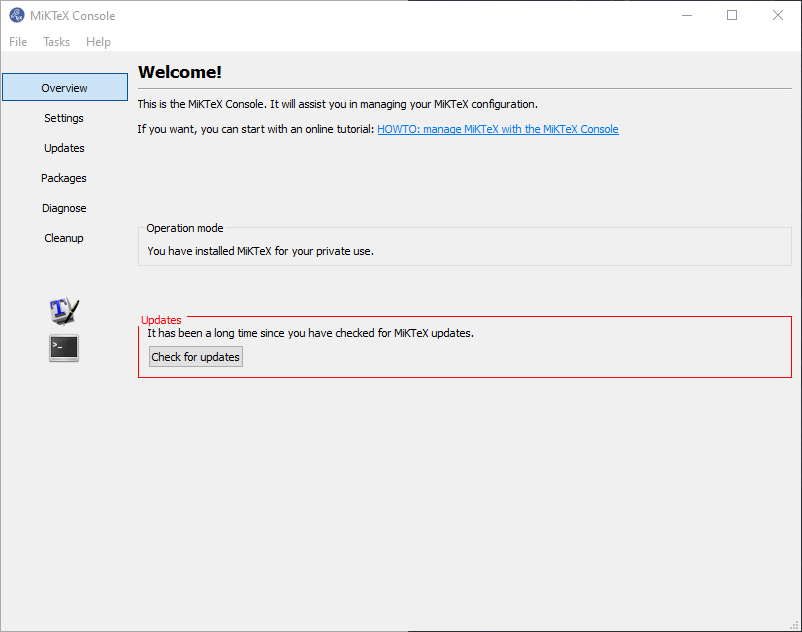 MiKTeX Console
File Tasks Help
Overview
Settings
Updates
Packages
Diagnose
Cleanup
Welcome!
This is the MiKTeX Console. It will assist you in managing your MiKTeX configuration.
If you want, you can start with an online tutorial: HOWTO: manage MiKTeX with the MiKTeX Console
Operation mode
You have installed MiKTeX for your private use.
Updates
It has been a long time since you have checked for MiKTeX updates.
Check for updates